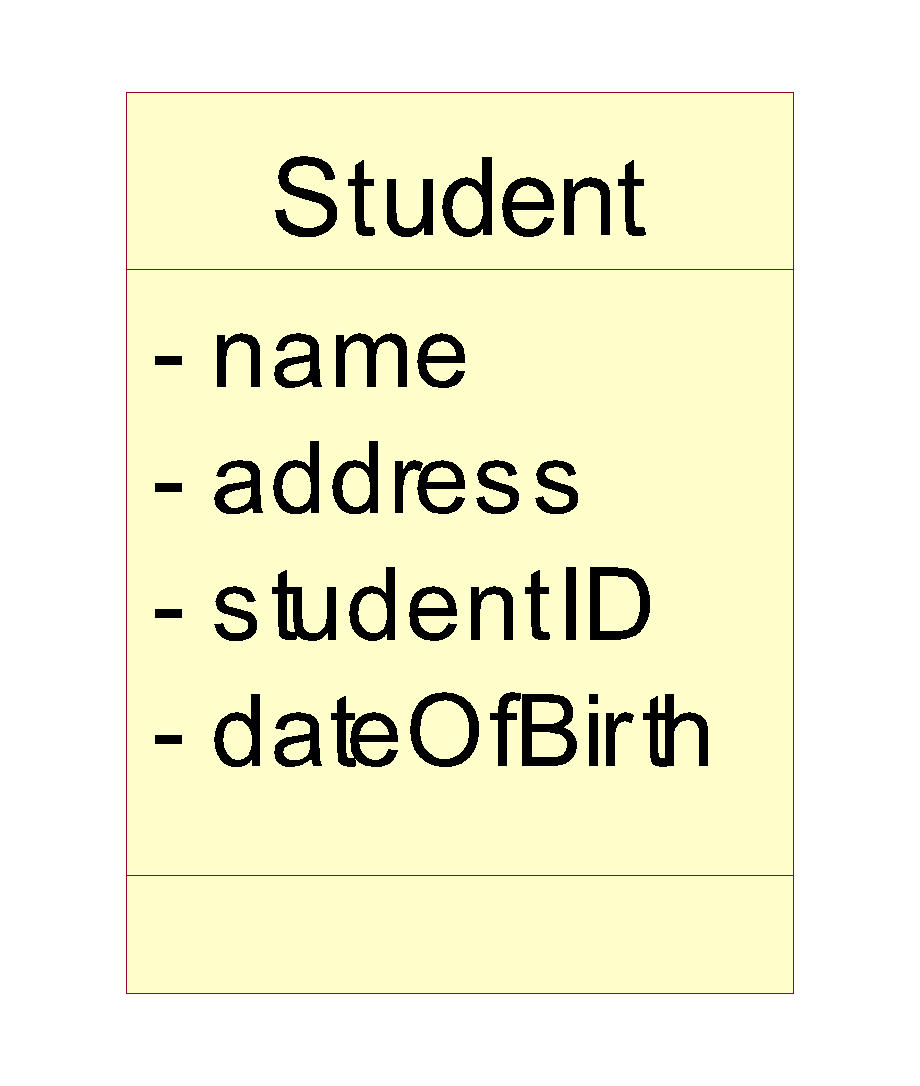 Student
- name
- address
- studentID
- dateOfBirth